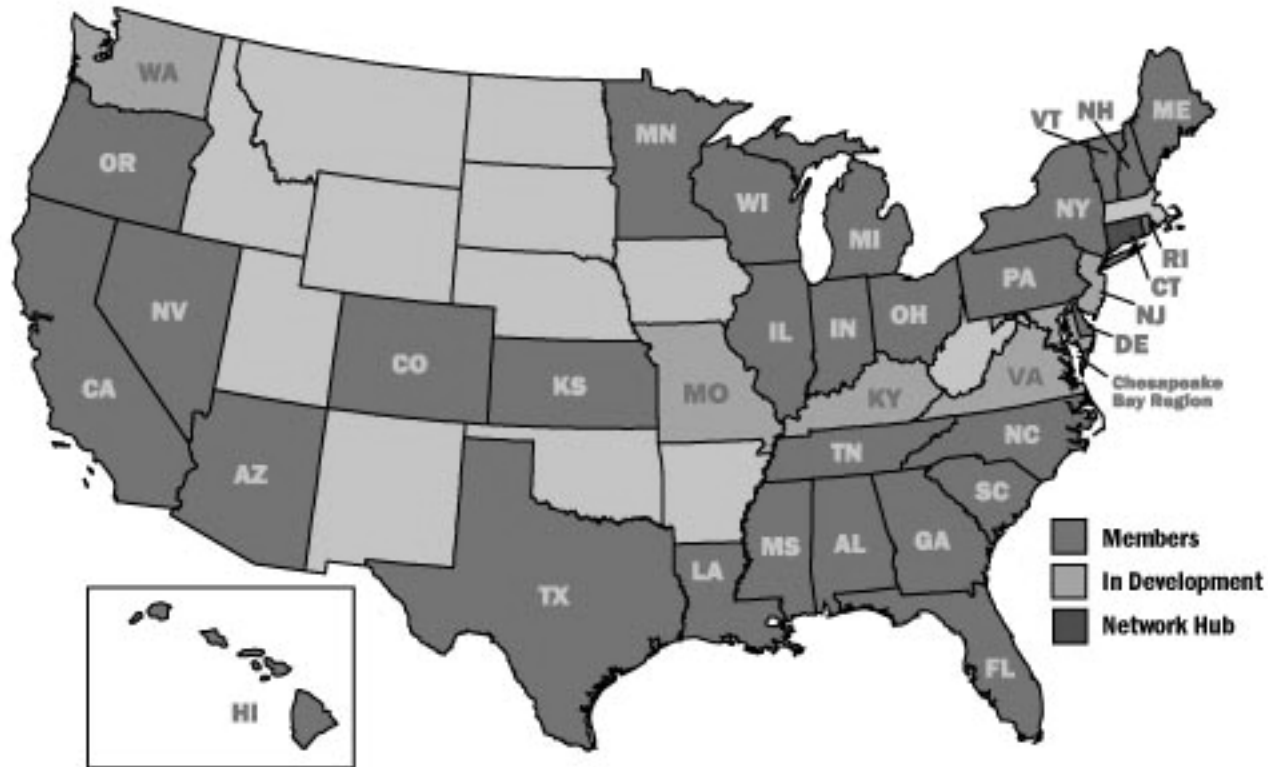 WA
OR
CA
NV
AZ
CO
KS
TX
MN
WI
MI
IL
IN
OH
MO
KY
TN
MS
AL
GA
LA
FL
SC
NC
VA
PA
NY
VT
NH
ME
RI
CT
NJ
DE
Chesapeake
Bay Region
HI
Members
In Development
Network Hub